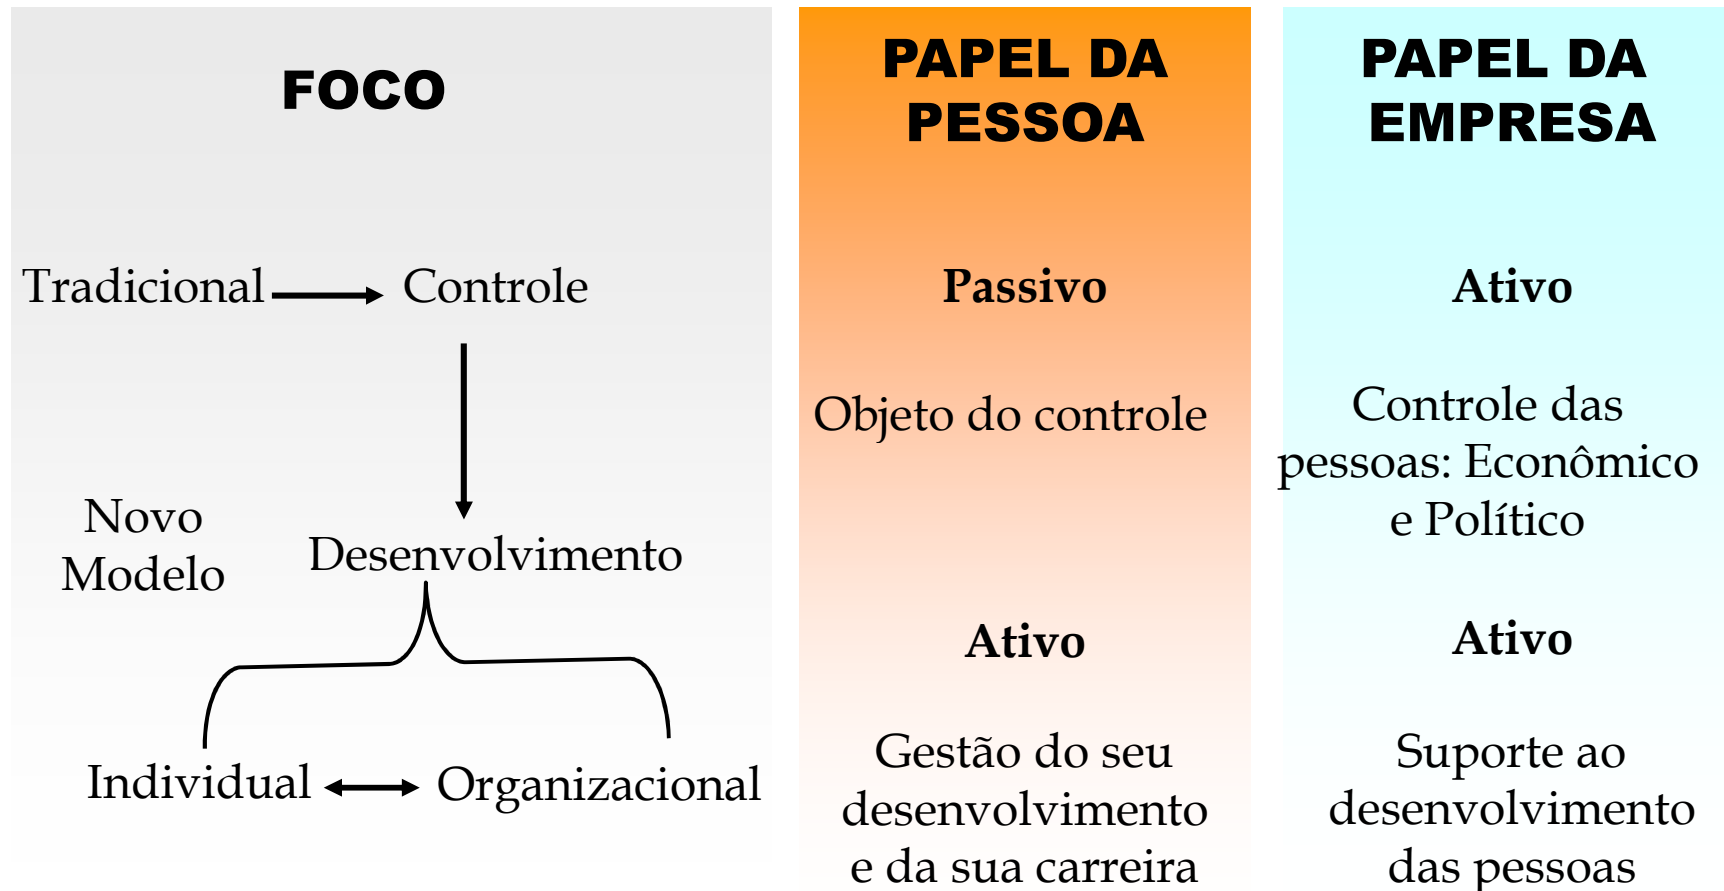 FOCO
Tradicional
Controle
Novo
Modelo
Desenvolvimento
Individual
Organizacional
PAPEL DA
PESSOA
Passivo
Objeto do controle
Ativo
Gestão do seu
desenvolvimento
e da sua carreira
PAPEL DA
EMPRESA
Ativo
Controle das
pessoas: Econômico
e Político
Ativo
Suporte ao
desenvolvimento
das pessoas